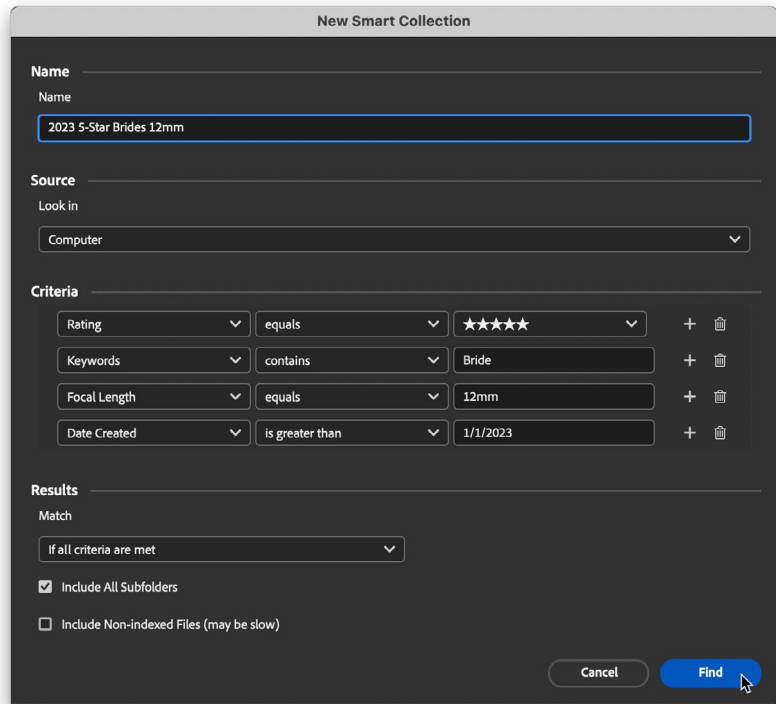 New Smart Collection
Name
Name
2023 5-Star Brides 12mm
Source
Look in
Computer
Criteria
Rating equals ★★★★★
Keywords contains Bride
Focal Length equals 12mm
Date Created is greater than 1/1/2023
Results
Match
If all criteria are met
Include All Subfolders
Include Non-indexed Files (may be slow)
Cancel Find